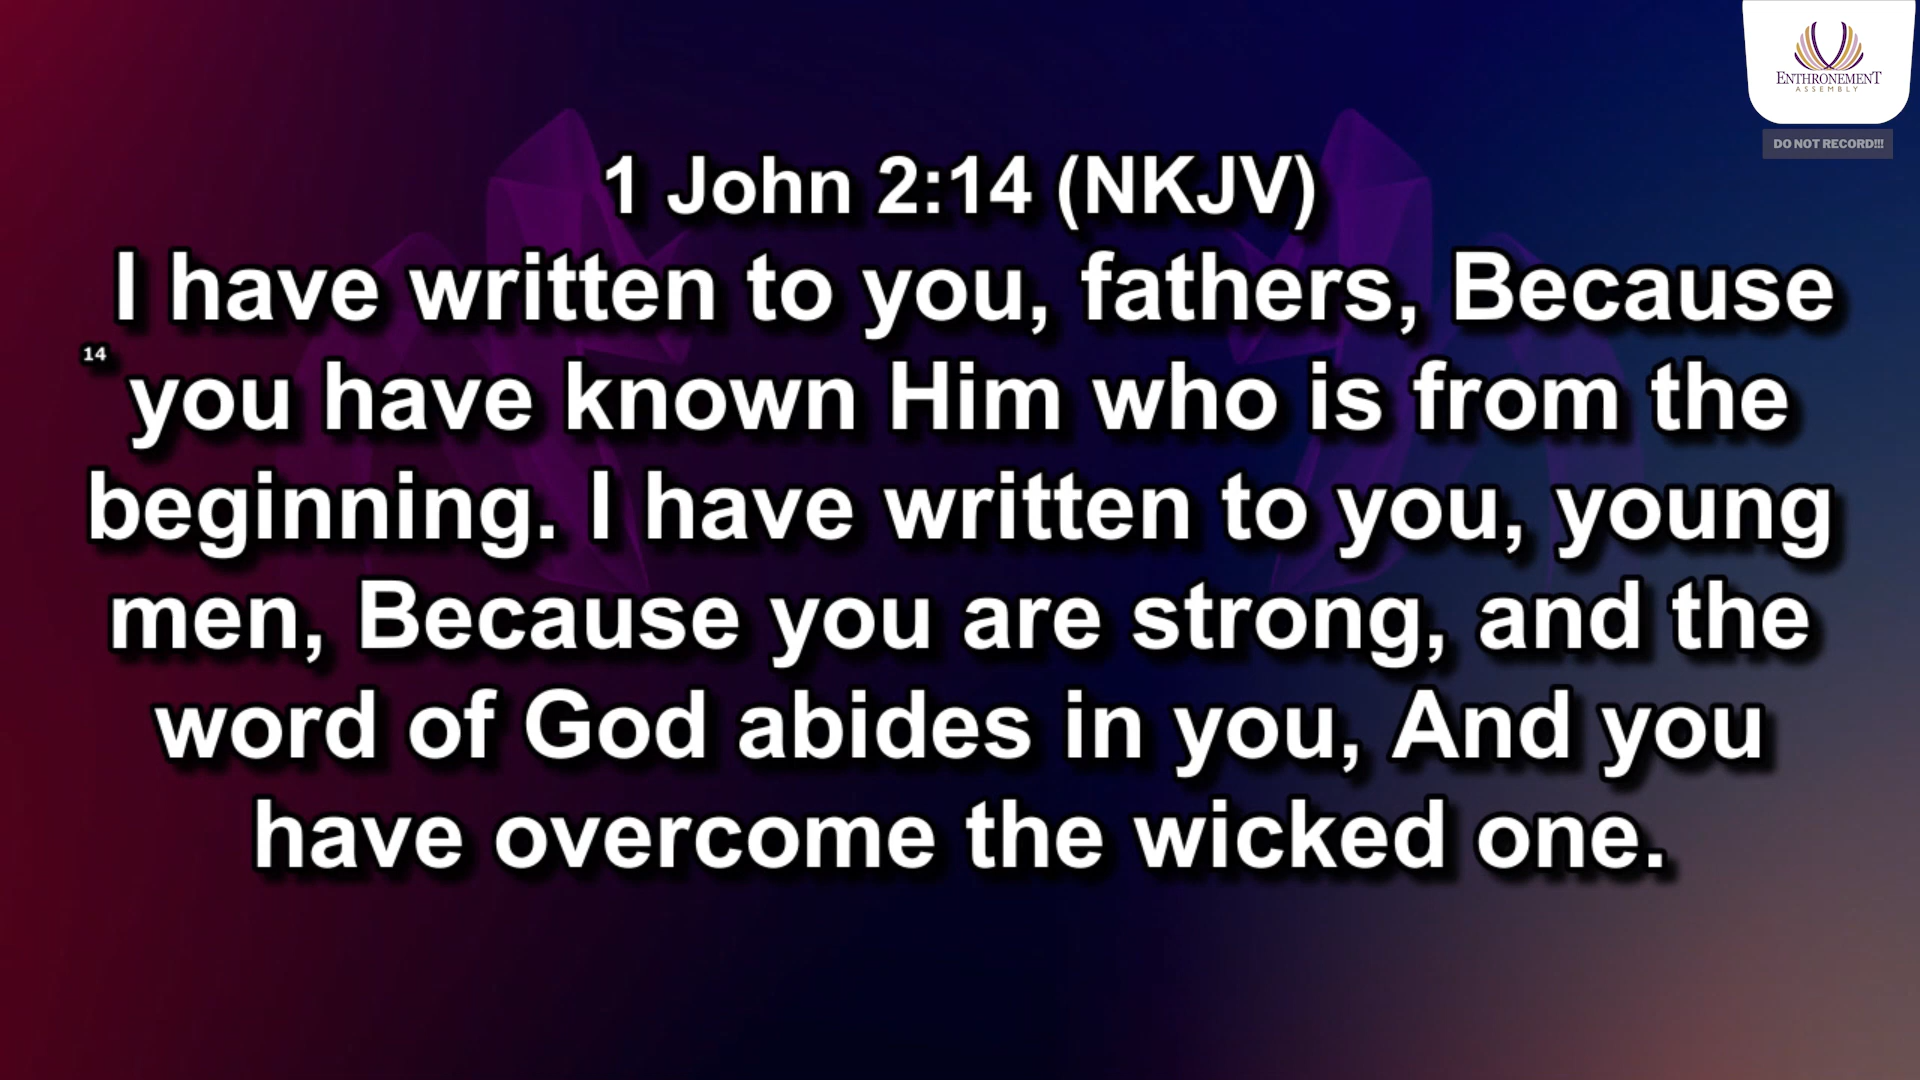 ENTHRONEMENT
ASSEMBLY
DO NOT RECORD!!!
1 John 2:14 (NKJV)
I have written to you, fathers, Because
14
you have known Him who is from the
beginning. I have written to you, young
men, Because you are strong, and the
word of God abides in you, And you
have overcome the wicked one.